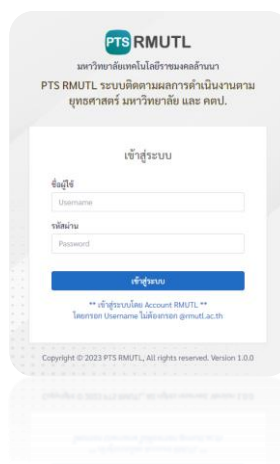 PTS RMUTL
มหาวิทยาลัยเทคโนโลยีราชมงคลล้านนา
PTS RMUTL ระบบติดตามผลการดำเนินงานตาม
ยุทธศาสตร์ มหาวิทยาลัย และ คตป.
เข้าสู่ระบบ
ชื่อผู้ใช้
Username
รหัสผ่าน
Password
เข้าสู่ระบบ
** เข้าสู่ระบบโดย Account RMUTL **
โดยกรอก Username ไม่ต้องกรอก @rmutl.ac.th
Copyright © 2023 PTS RMUTL, All rights reserved. Version 1.0.0